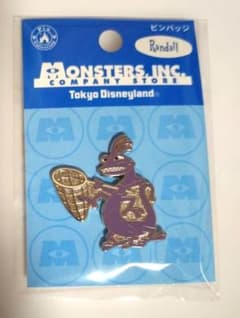 ピンバッジ
Randall
MONSTERS, INC.
COMPANY STORE
Tokyo Disneyland®